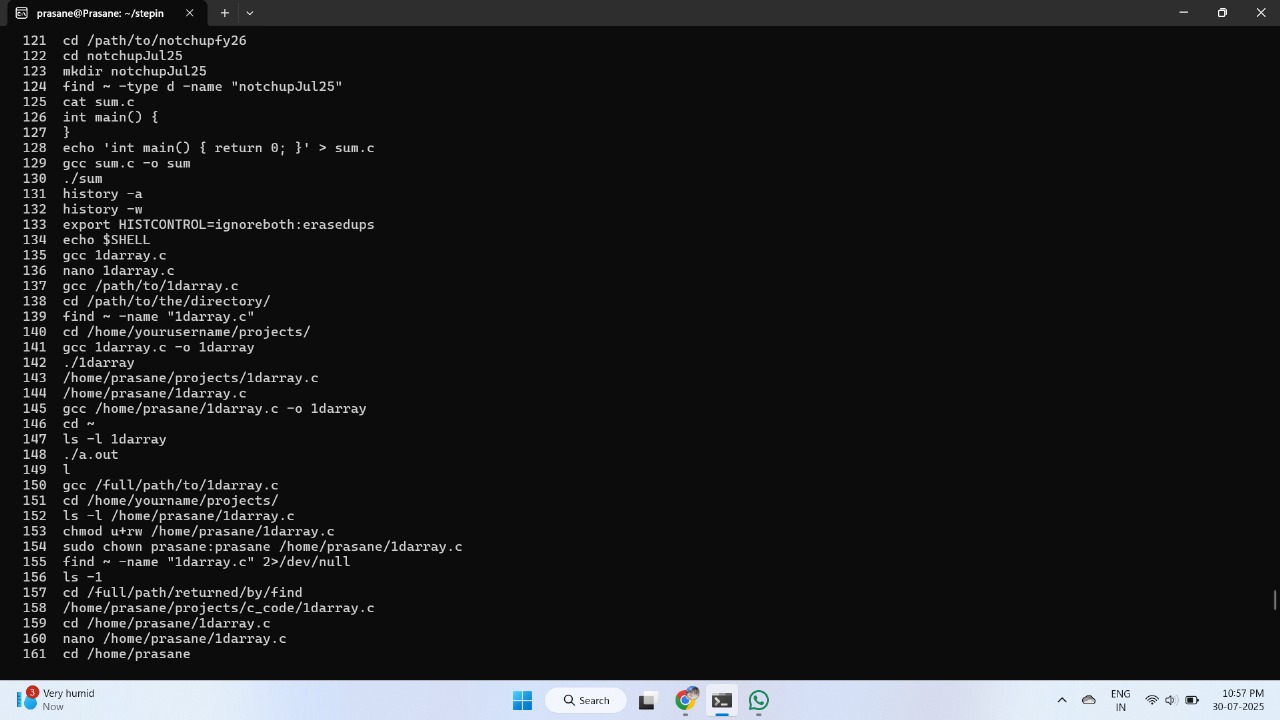 prasane@Prasane: ~/stepin
121 cd /path/to/notchupfy26
122 cd notchupJul25
123 mkdir notchupJul25
124 find ~ -type d -name "notchupJul25"
125 cat sum.c
126 int main() {
127 }
128 echo 'int main() { return 0; }' > sum.c
129 gcc sum.c -o sum
130 ./sum
131 history -a
132 history -w
133 export HISTCONTROL=ignoreboth:erasedups
134 echo $SHELL
135 gcc 1darray.c
136 nano 1darray.c
137 gcc /path/to/1darray.c
138 cd /path/to/the/directory/
139 find ~ -name "1darray.c"
140 cd /home/yourusername/projects/
141 gcc 1darray.c -o 1darray
142 ./1darray
143 /home/prasane/projects/1darray.c
144 /home/prasane/1darray.c
145 gcc /home/prasane/1darray.c -o 1darray
146 cd ~
147 ls -l 1darray
148 ./a.out
149 l
150 gcc /full/path/to/1darray.c
151 cd /home/yourname/projects/
152 ls -l /home/prasane/1darray.c
153 chmod u+rw /home/prasane/1darray.c
154 sudo chown prasane:prasane /home/prasane/1darray.c
155 find ~ -name "1darray.c" 2>/dev/null
156 ls -1
157 cd /full/path/returned/by/find
158 /home/prasane/projects/c_code/1darray.c
159 cd /home/prasane/1darray.c
160 nano /home/prasane/1darray.c
161 cd /home/prasane
3
Very humid
Now
Search
ENG
IN
10:57 PM
30-07-2025